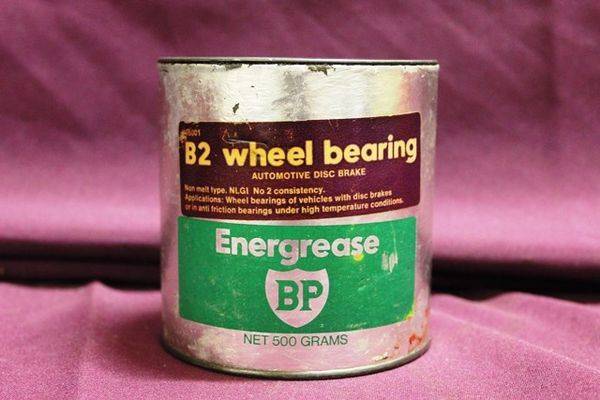 B2 wheel bearing
AUTOMOTIVE DISC BRAKE
Non melt type. NLGI No 2 consistency.
Applications: Wheel bearings of vehicles with disc brakes
or in anti friction bearings under high temperature conditions.
Energrease
BP
NET 500 GRAMS